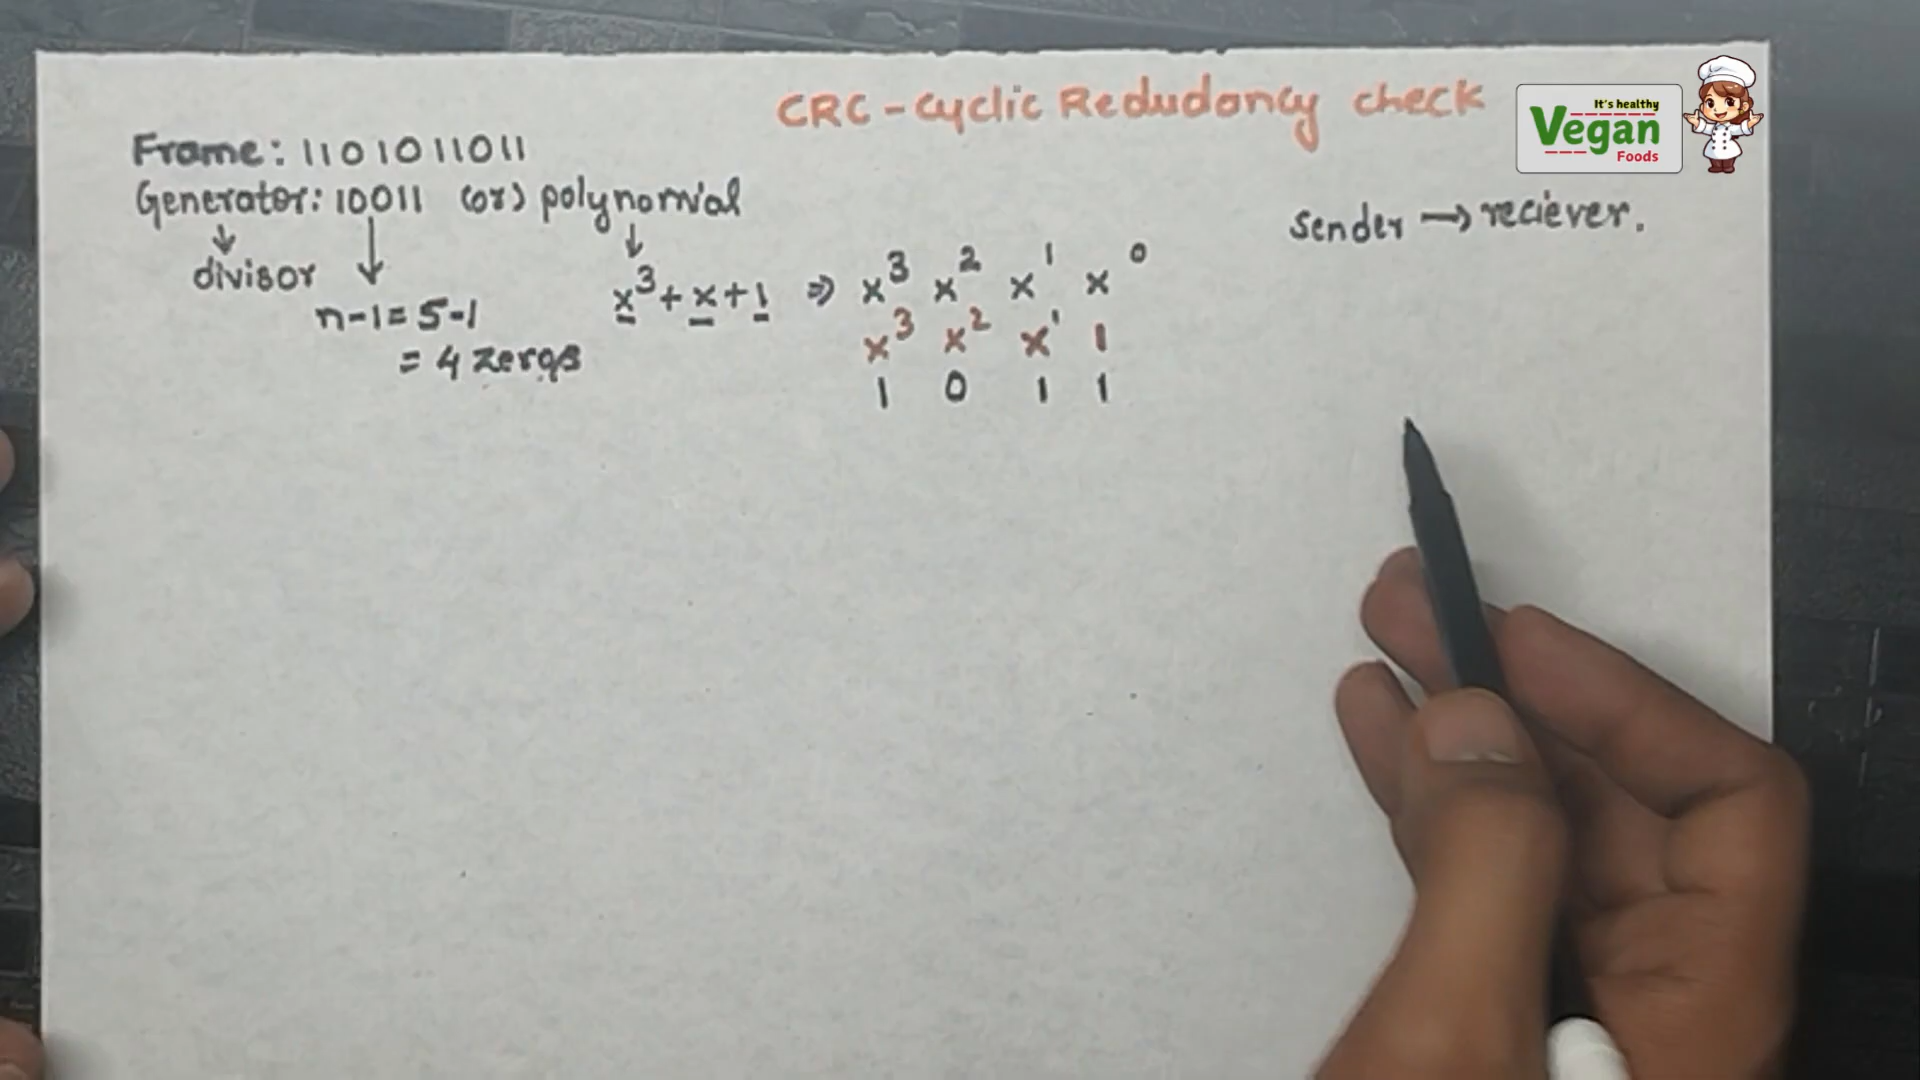 CRC - Cyclic Redudancy check
It's healthy
Vegan
Foods
Frame: 1101011011
Generator: 10011 (or) polynomial
sender → reciever.
↓ ↓ ↓
divisor
x³ + x + 1 ⇒ x³ x² x¹ x⁰
n-1 = 5-1
x³ x² x¹ 1
= 4 zeros
1 0 1 1